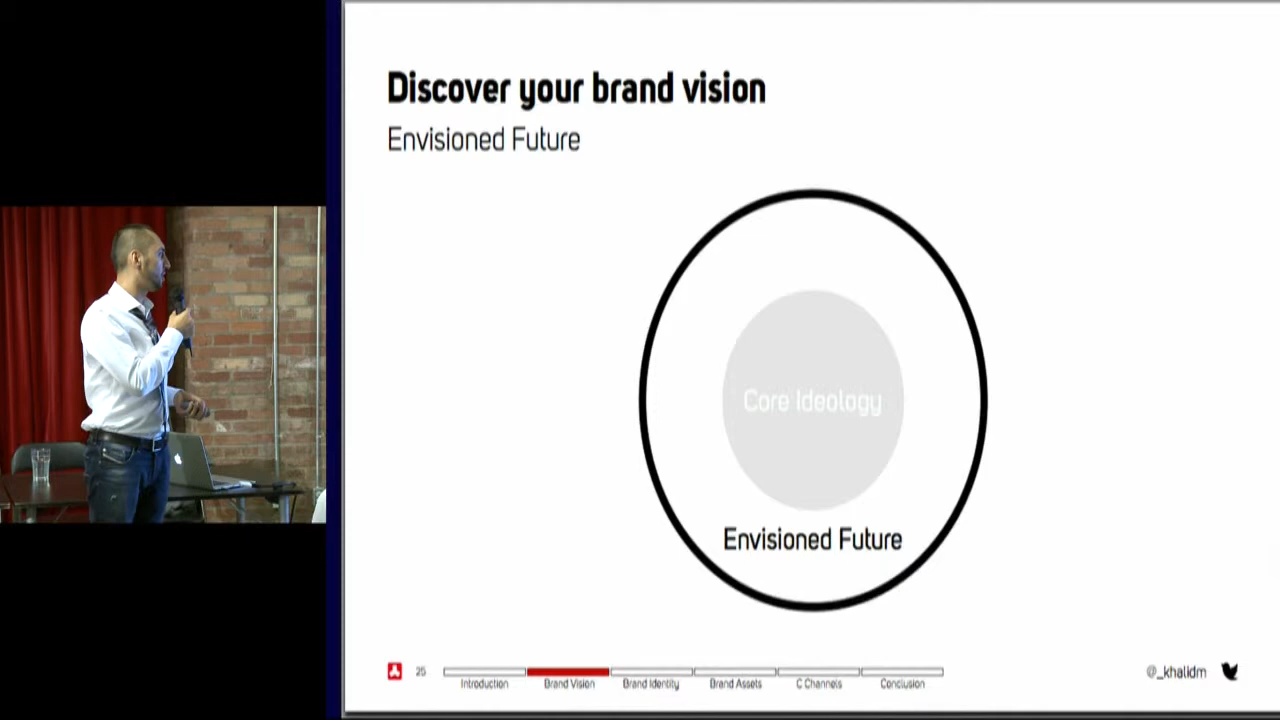 Discover your brand vision
Envisioned Future
Core Ideology
Envisioned Future
25
Introduction
Brand Vision
Brand Identity
Brand Assets
C Channels
Conclusion
@_khalidm